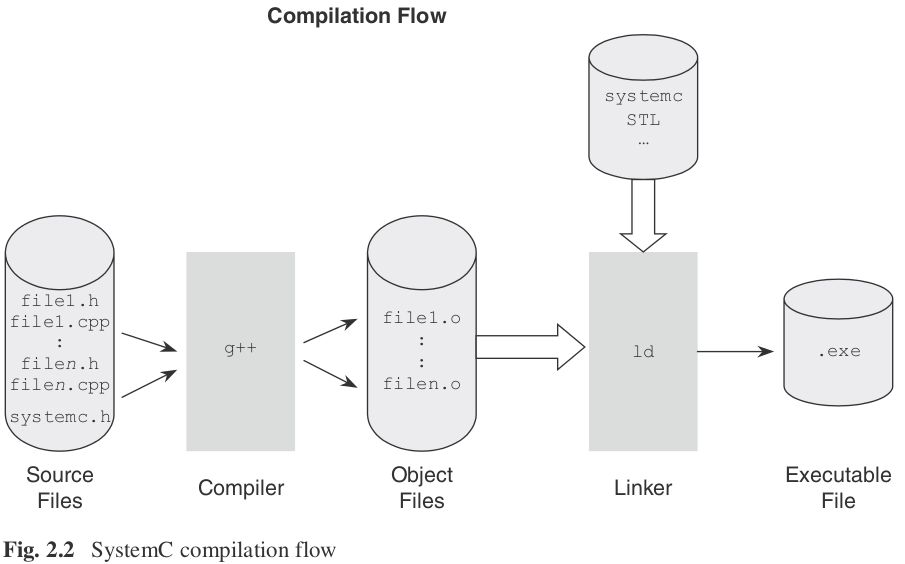 Compilation Flow
systemc
STL
…
file1.h
file1.cpp
:
filen.h
filen.cpp
systemc.h
g++
file1.o
:
:
filen.o
ld
.exe
Source
Files
Compiler
Object
Files
Linker
Executable
File
Fig. 2.2 SystemC compilation flow